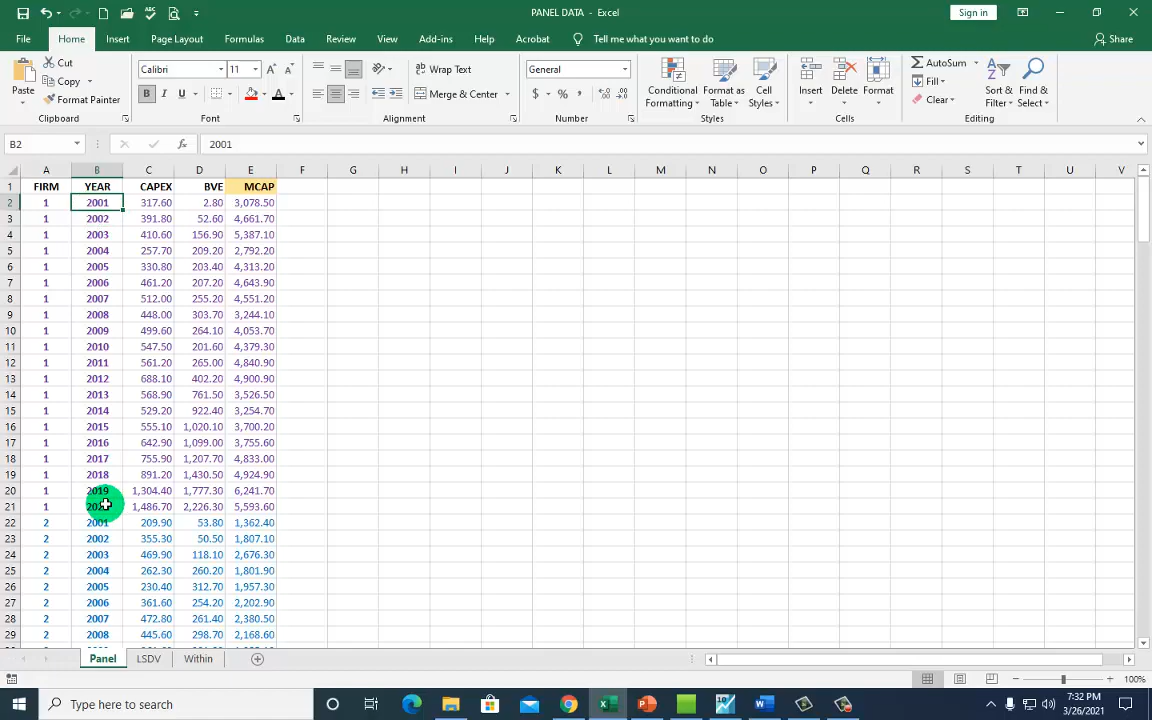 PANEL DATA - Excel
Sign in
File Home Insert Page Layout Formulas Data Review View Add-ins Help Acrobat Tell me what you want to do Share
Paste
Cut
Copy
Format Painter
Clipboard
Calibri 11
B I U A
Font
Wrap Text
Merge & Center
Alignment
General
$ % ,
Number
Conditional Formatting
Format as Table
Cell Styles
Styles
Insert Delete Format
Cells
AutoSum
Fill
Clear
Sort & Filter
Find & Select
Editing
B2 fx 2001
A B C D E F G H I J K L M N O P Q R S T U V
1 FIRM YEAR CAPEX BVE MCAP
2 1 2001 317.60 2.80 3,078.50
3 1 2002 391.80 52.60 4,661.70
4 1 2003 410.60 156.90 5,387.10
5 1 2004 257.70 209.20 2,792.20
6 1 2005 330.80 203.40 4,313.20
7 1 2006 461.20 207.20 4,643.90
8 1 2007 512.00 255.20 4,551.20
9 1 2008 448.00 303.70 3,244.10
10 1 2009 499.60 264.10 4,053.70
11 1 2010 547.50 201.60 4,379.30
12 1 2011 561.20 265.00 4,840.90
13 1 2012 688.10 402.20 4,900.90
14 1 2013 568.90 761.50 3,526.50
15 1 2014 529.20 922.40 3,254.70
16 1 2015 555.10 1,020.10 3,700.20
17 1 2016 642.90 1,099.00 3,755.60
18 1 2017 755.90 1,207.70 4,833.00
19 1 2018 891.20 1,430.50 4,924.90
20 1 2019 1,304.40 1,777.30 6,241.70
21 1 1,486.70 2,226.30 5,593.60
22 2 2001 209.90 53.80 1,362.40
23 2 2002 355.30 50.50 1,807.10
24 2 2003 469.90 118.10 2,676.30
25 2 2004 262.30 260.20 1,801.90
26 2 2005 230.40 312.70 1,957.30
27 2 2006 361.60 254.20 2,202.90
28 2 2007 472.80 261.40 2,380.50
29 2 2008 445.60 298.70 2,168.60
Panel LSDV Within
100%
Type here to search
7:32 PM
3/26/2021